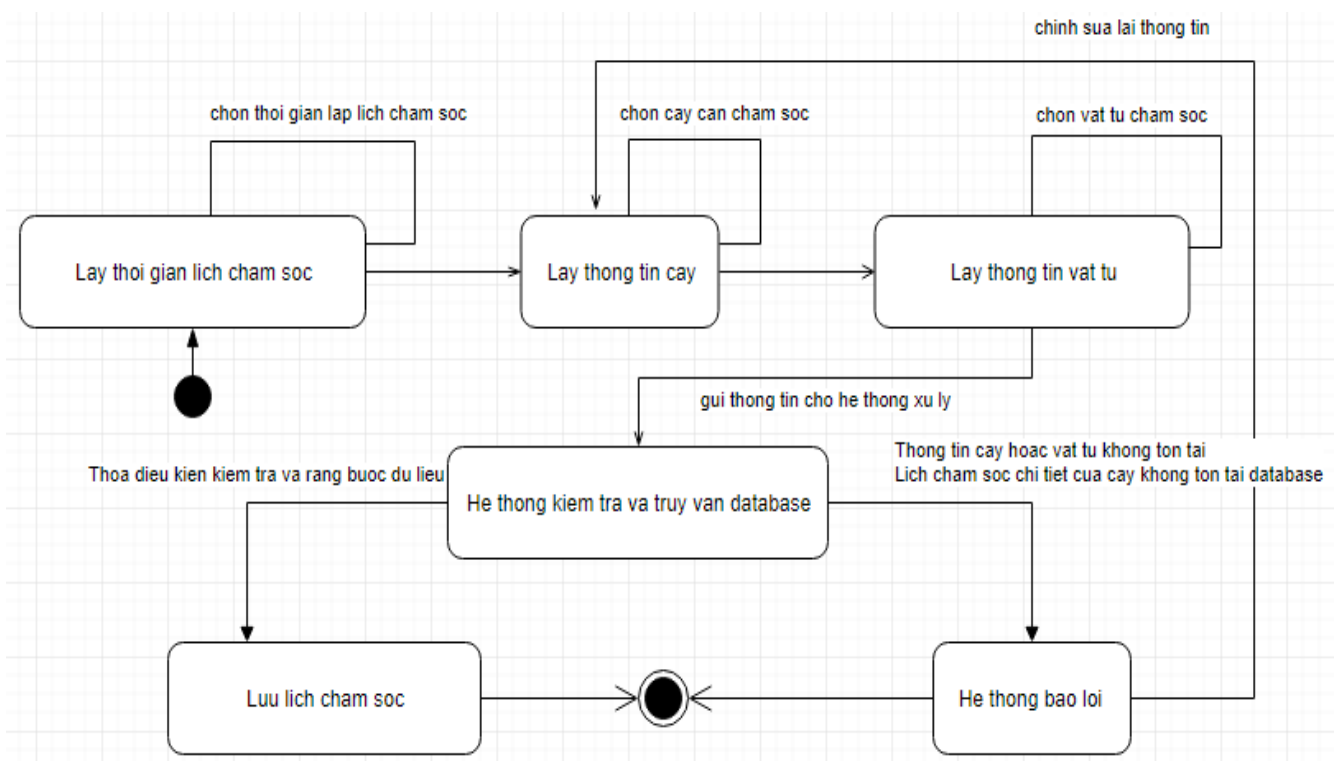 chinh sua lai thong tin
chon thoi gian lap lich cham soc
chon cay can cham soc
chon vat tu cham soc
Lay thoi gian lich cham soc
Lay thong tin cay
Lay thong tin vat tu
gui thong tin cho he thong xu ly
Thoa dieu kien kiem tra va rang buoc du lieu
Thong tin cay hoac vat tu khong ton tai
Lich cham soc chi tiet cua cay khong ton tai database
He thong kiem tra va truy van database
Luu lich cham soc
He thong bao loi